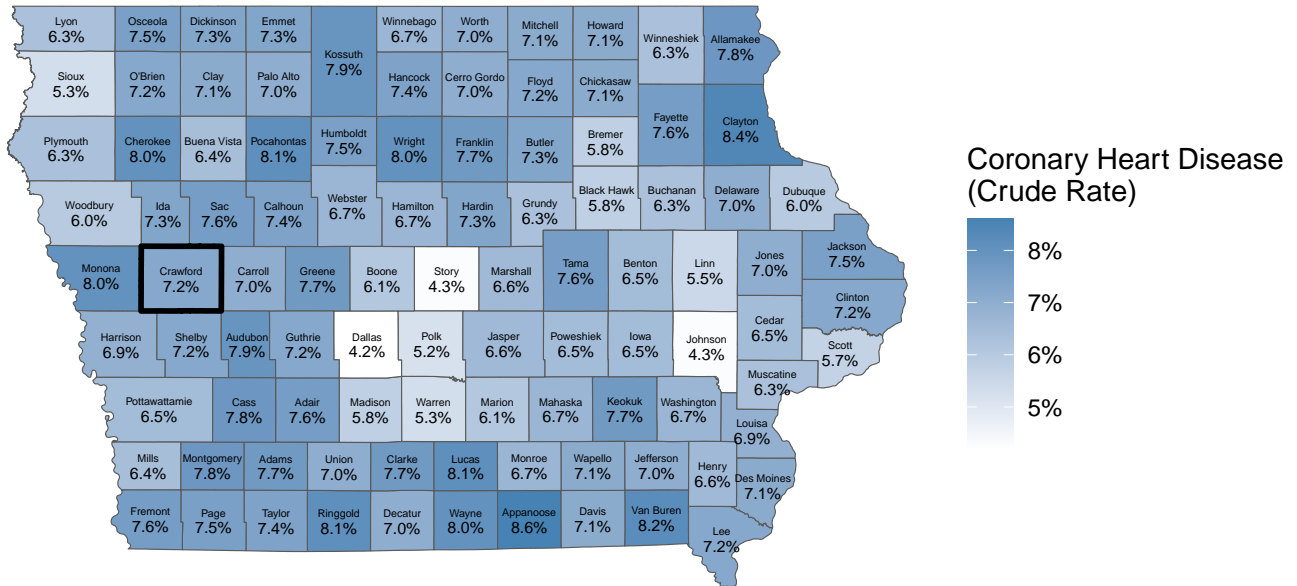 Lyon
6.3%
Osceola
7.5%
Dickinson
7.3%
Emmet
7.3%
Kossuth
7.9%
Winnebago
6.7%
Worth
7.0%
Mitchell
7.1%
Howard
7.1%
Winneshiek
6.3%
Allamakee
7.8%
Sioux
5.3%
O'Brien
7.2%
Clay
7.1%
Palo Alto
7.0%
Hancock
7.4%
Cerro Gordo
7.0%
Floyd
7.2%
Chickasaw
7.1%
Fayette
7.6%
Clayton
8.4%
Plymouth
6.3%
Cherokee
8.0%
Buena Vista
6.4%
Pocahontas
8.1%
Humboldt
7.5%
Wright
8.0%
Franklin
7.7%
Butler
7.3%
Bremer
5.8%
Woodbury
6.0%
Ida
7.3%
Sac
7.6%
Calhoun
7.4%
Webster
6.7%
Hamilton
6.7%
Hardin
7.3%
Grundy
6.3%
Black Hawk
5.8%
Buchanan
6.3%
Delaware
7.0%
Dubuque
6.0%
Monona
8.0%
Crawford
7.2%
Carroll
7.0%
Greene
7.7%
Boone
6.1%
Story
4.3%
Marshall
6.6%
Tama
7.6%
Benton
6.5%
Linn
5.5%
Jones
7.0%
Jackson
7.5%
Clinton
7.2%
Harrison
6.9%
Shelby
7.2%
Audubon
7.9%
Guthrie
7.2%
Dallas
4.2%
Polk
5.2%
Jasper
6.6%
Poweshiek
6.5%
Iowa
6.5%
Johnson
4.3%
Cedar
6.5%
Scott
5.7%
Muscatine
6.3%
Pottawattamie
6.5%
Cass
7.8%
Adair
7.6%
Madison
5.8%
Warren
5.3%
Marion
6.1%
Mahaska
6.7%
Keokuk
7.7%
Washington
6.7%
Louisa
6.9%
Mills
6.4%
Montgomery
7.8%
Adams
7.7%
Union
7.0%
Clarke
7.7%
Lucas
8.1%
Monroe
6.7%
Wapello
7.1%
Jefferson
7.0%
Henry
6.6%
Des Moines
7.1%
Fremont
7.6%
Page
7.5%
Taylor
7.4%
Ringgold
8.1%
Decatur
7.0%
Wayne
8.0%
Appanoose
8.6%
Davis
7.1%
Van Buren
8.2%
Lee
7.2%
Coronary Heart Disease
(Crude Rate)
8%
7%
6%
5%